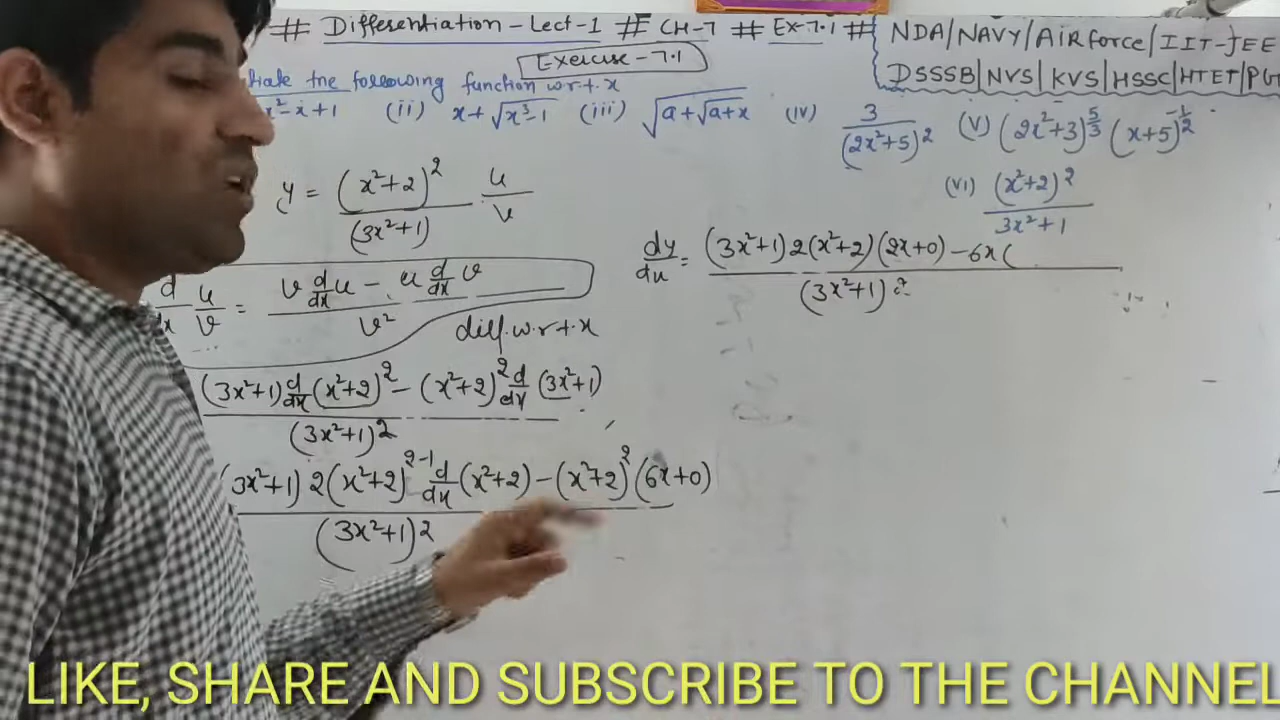 # Differentiation - Lect-1 # CH-7 # Ex-7.1 #
NDA/NAVY/Airforce/IIT-JEE
DSSSB|NVS|KVS|HSSC|HTET|PG
Exercise-7.1
the following function w.r.t. x
x²-x+1 (ii) x+√(x³-1) (iii) √(a+√(a+x)) (iv) 3/(2x²+5)² (v) (2x²+3)^(5/3) (x+5)^(-1/2)
(vi) (x²+2)²/(3x²+1)
y = (x²+2)²/(3x²+1) u/v
d/dx u/v = (v d/dx u - u d/dx v)/v²
diff. w.r.t. x
((3x²+1) d/dx (x²+2)² - (x²+2)² d/dx (3x²+1))/(3x²+1)²
((3x²+1) 2(x²+2)^(2-1) d/dx (x²+2) - (x²+2)² (6x+0))/(3x²+1)²
dy/dx = ((3x²+1) 2(x²+2)(2x+0) - 6x(/(3x²+1)²
LIKE, SHARE AND SUBSCRIBE TO THE CHANNEL